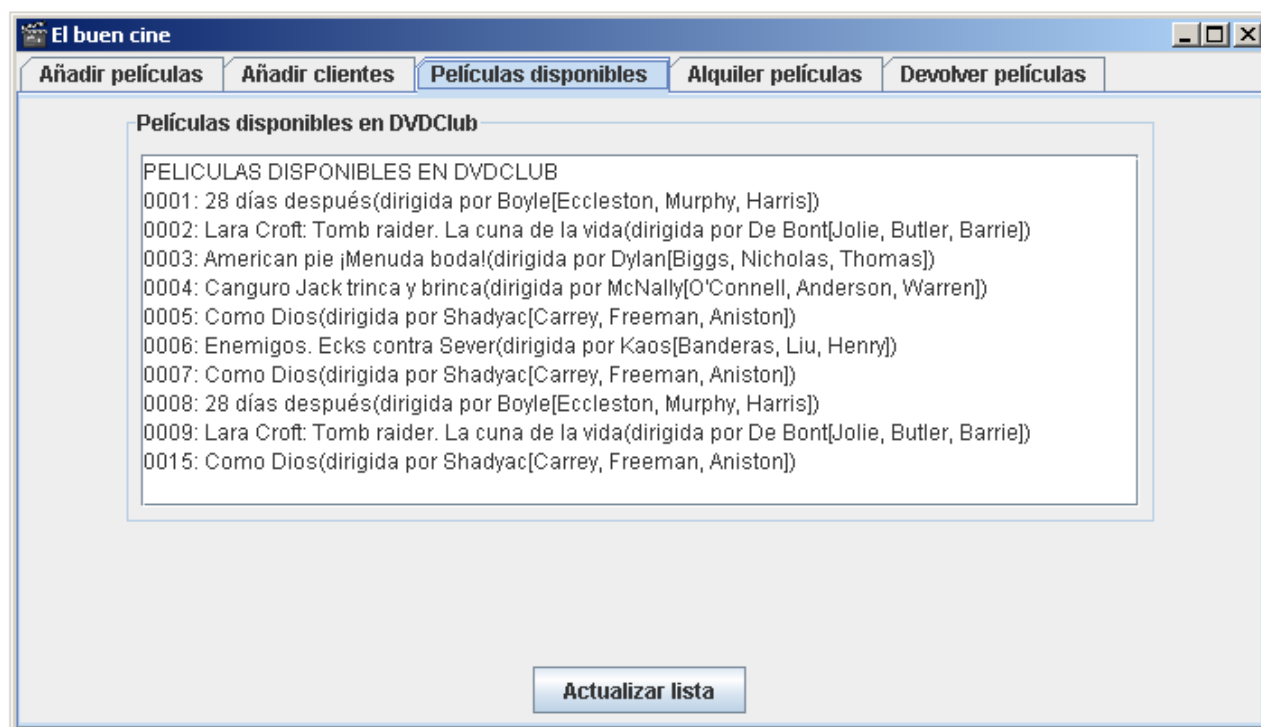 El buen cine
Añadir películas Añadir clientes Películas disponibles Alquiler películas Devolver películas
Películas disponibles en DVDClub
PELICULAS DISPONIBLES EN DVDCLUB
0001: 28 días después(dirigida por Boyle[Eccleston, Murphy, Harris])
0002: Lara Croft: Tomb raider. La cuna de la vida(dirigida por De Bont[Jolie, Butler, Barrie])
0003: American pie ¡Menuda boda!(dirigida por Dylan[Biggs, Nicholas, Thomas])
0004: Canguro Jack trinca y brinca(dirigida por McNally[O'Connell, Anderson, Warren])
0005: Como Dios(dirigida por Shadyac[Carrey, Freeman, Aniston])
0006: Enemigos. Ecks contra Sever(dirigida por Kaos[Banderas, Liu, Henry])
0007: Como Dios(dirigida por Shadyac[Carrey, Freeman, Aniston])
0008: 28 días después(dirigida por Boyle[Eccleston, Murphy, Harris])
0009: Lara Croft: Tomb raider. La cuna de la vida(dirigida por De Bont[Jolie, Butler, Barrie])
0015: Como Dios(dirigida por Shadyac[Carrey, Freeman, Aniston])
Actualizar lista